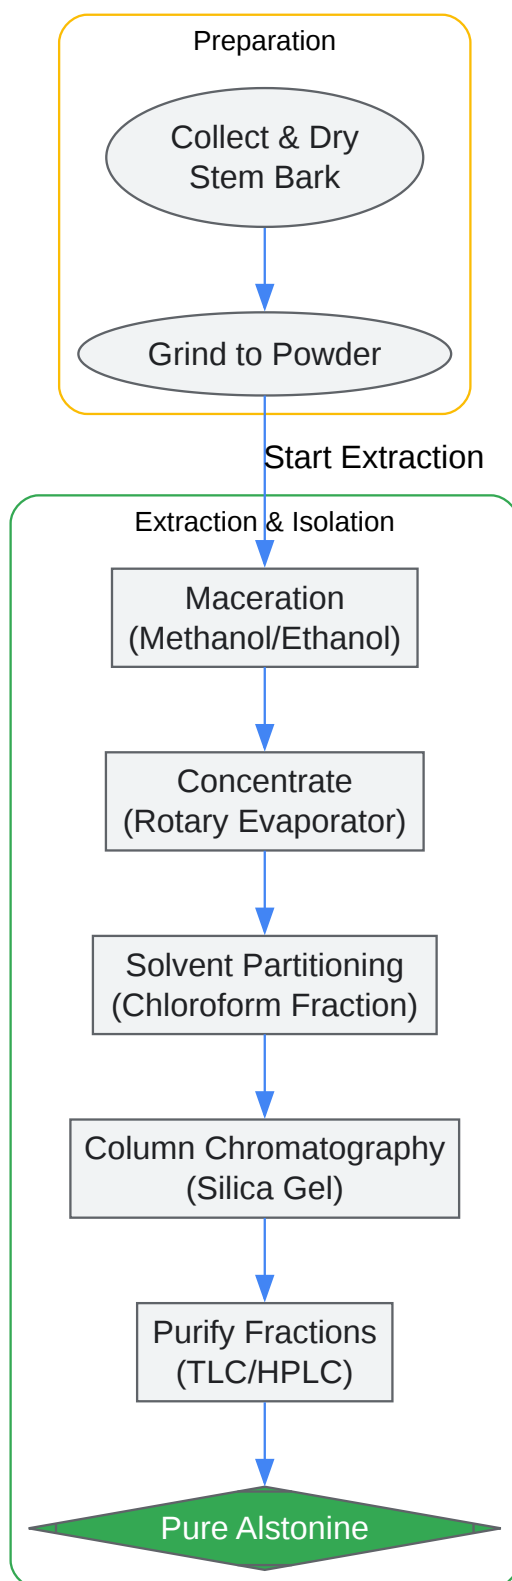 Preparation
Collect & Dry
Stem Bark
Grind to Powder
Start Extraction
Extraction & Isolation
Maceration
(Methanol/Ethanol)
Concentrate
(Rotary Evaporator)
Solvent Partitioning
(Chloroform Fraction)
Column Chromatography
(Silica Gel)
Purify Fractions
(TLC/HPLC)
Pure Alstonine